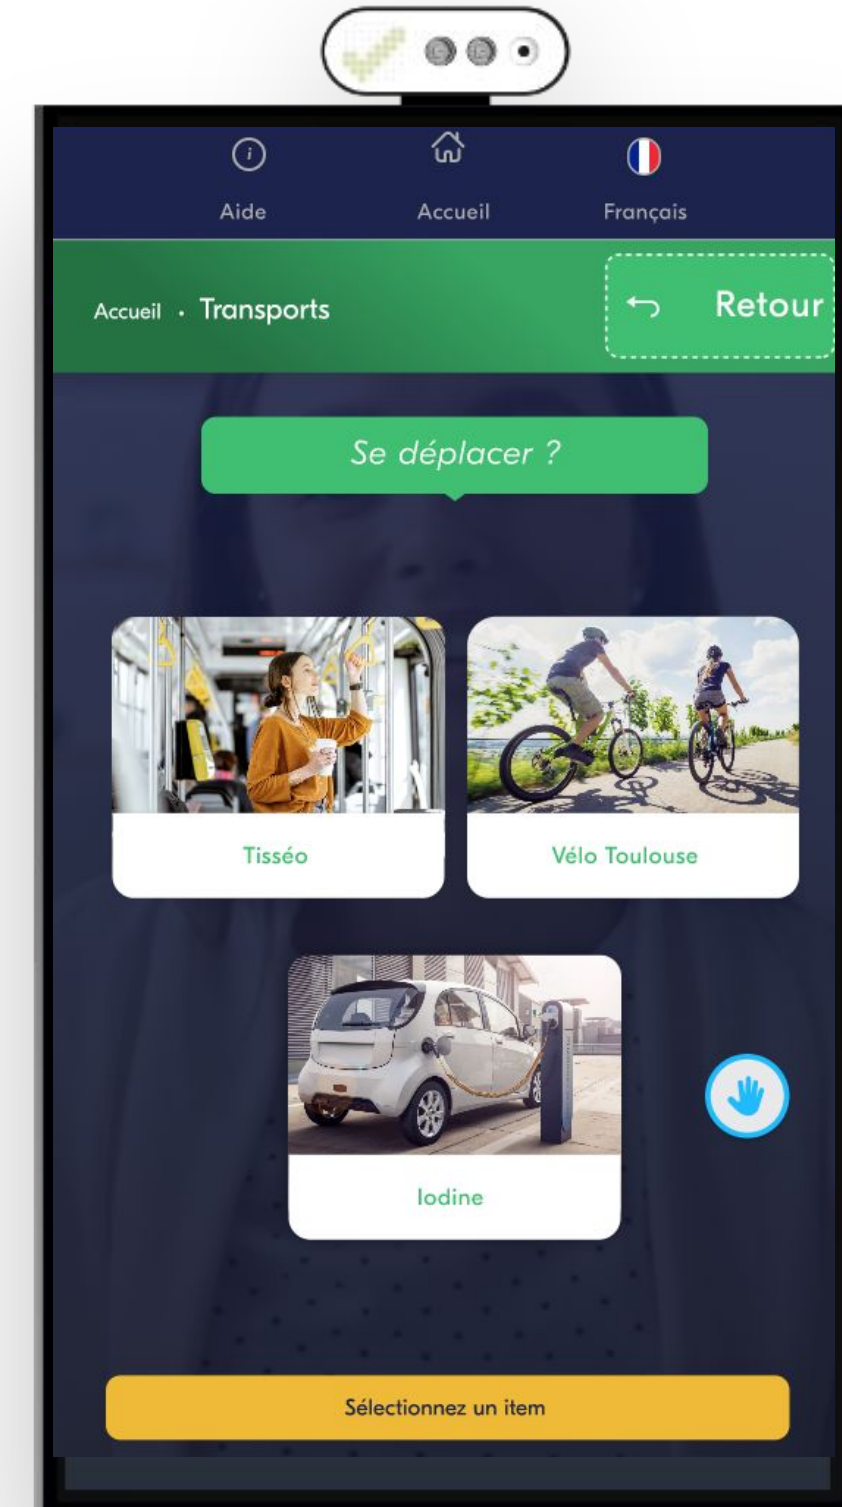 Aide
Accueil
Français
Accueil • Transports
Retour
Se déplacer ?
Tisséo
Vélo Toulouse
Iodine
Sélectionnez un item